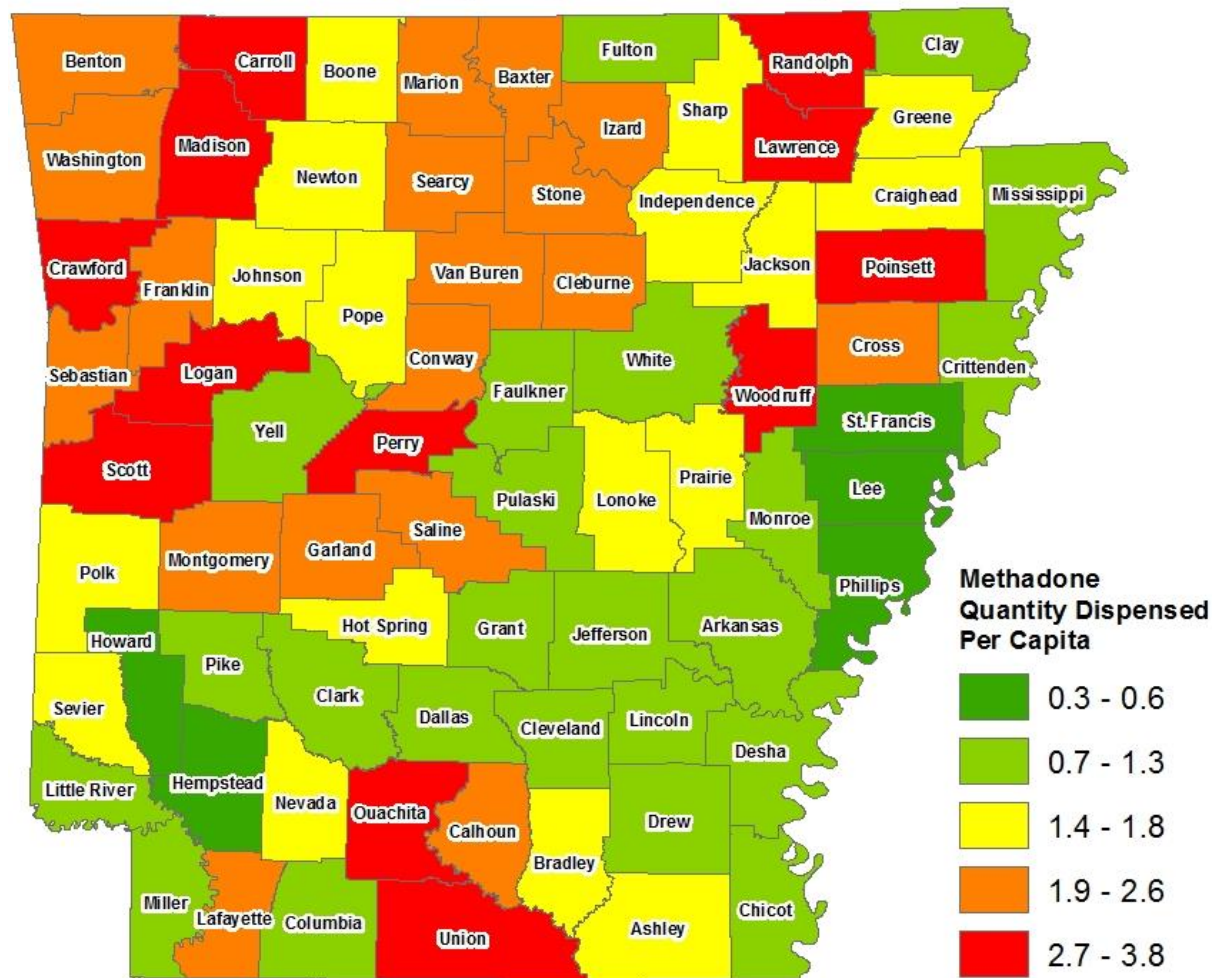 Benton
Carroll
Boone
Marion
Baxter
Fulton
Sharp
Randolph
Clay
Washington
Madison
Newton
Searcy
Stone
Izard
Lawrence
Greene
Independence
Craighead
Mississippi
Crawford
Franklin
Johnson
Pope
Van Buren
Cleburne
Jackson
Poinsett
Sebastian
Logan
Conway
Faulkner
White
Woodruff
Cross
Crittenden
Scott
Yell
Perry
Pulaski
Lonoke
Prairie
Monroe
St. Francis
Lee
Phillips
Polk
Montgomery
Garland
Saline
Hot Spring
Grant
Jefferson
Arkansas
Howard
Pike
Clark
Dallas
Cleveland
Lincoln
Desha
Sevier
Little River
Hempstead
Nevada
Ouachita
Calhoun
Bradley
Drew
Miller
Lafayette
Columbia
Union
Ashley
Chicot
Methadone
Quantity Dispensed
Per Capita
0.3 - 0.6
0.7 - 1.3
1.4 - 1.8
1.9 - 2.6
2.7 - 3.8